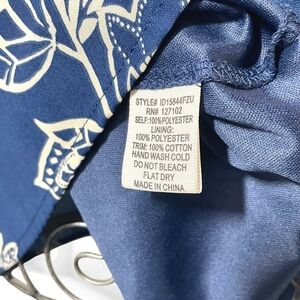 STYLE# ID15844FZU
RN# 127102
SELF:100%POLYESTER
LINING:
100% POLYESTER
TRIM: 100% COTTON
HAND WASH COLD
DO NOT BLEACH
FLAT DRY
MADE IN CHINA